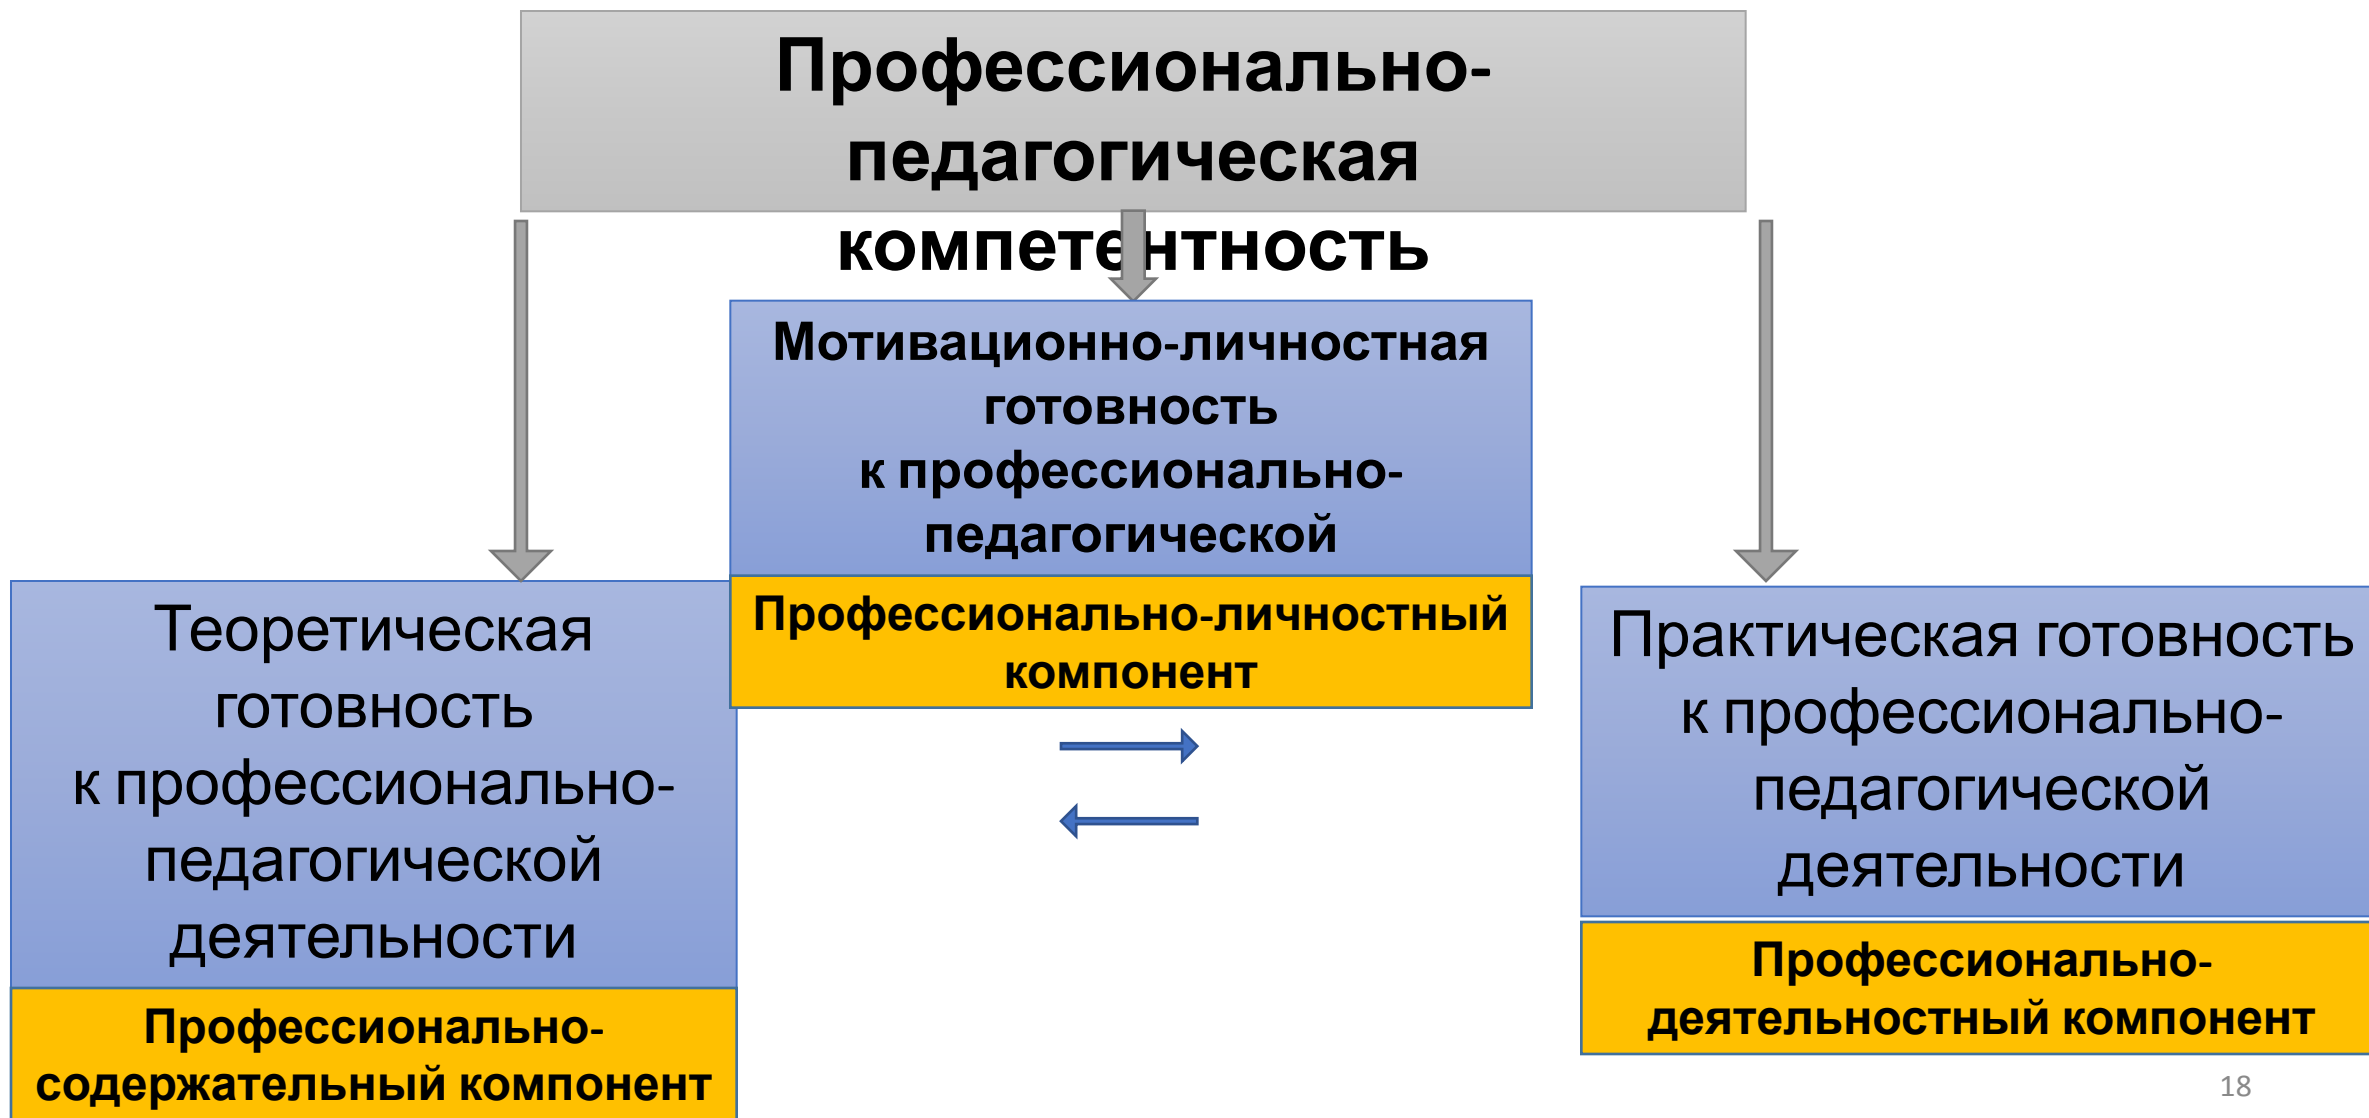 Профессионально-
педагогическая
компетентность
Мотивационно-личностная
готовность
к профессионально-
педагогической
Профессионально-личностный
компонент
Теоретическая
готовность
к профессионально-
педагогической
деятельности
Профессионально-
содержательный компонент
Практическая готовность
к профессионально-
педагогической
деятельности
Профессионально-
деятельностный компонент
18